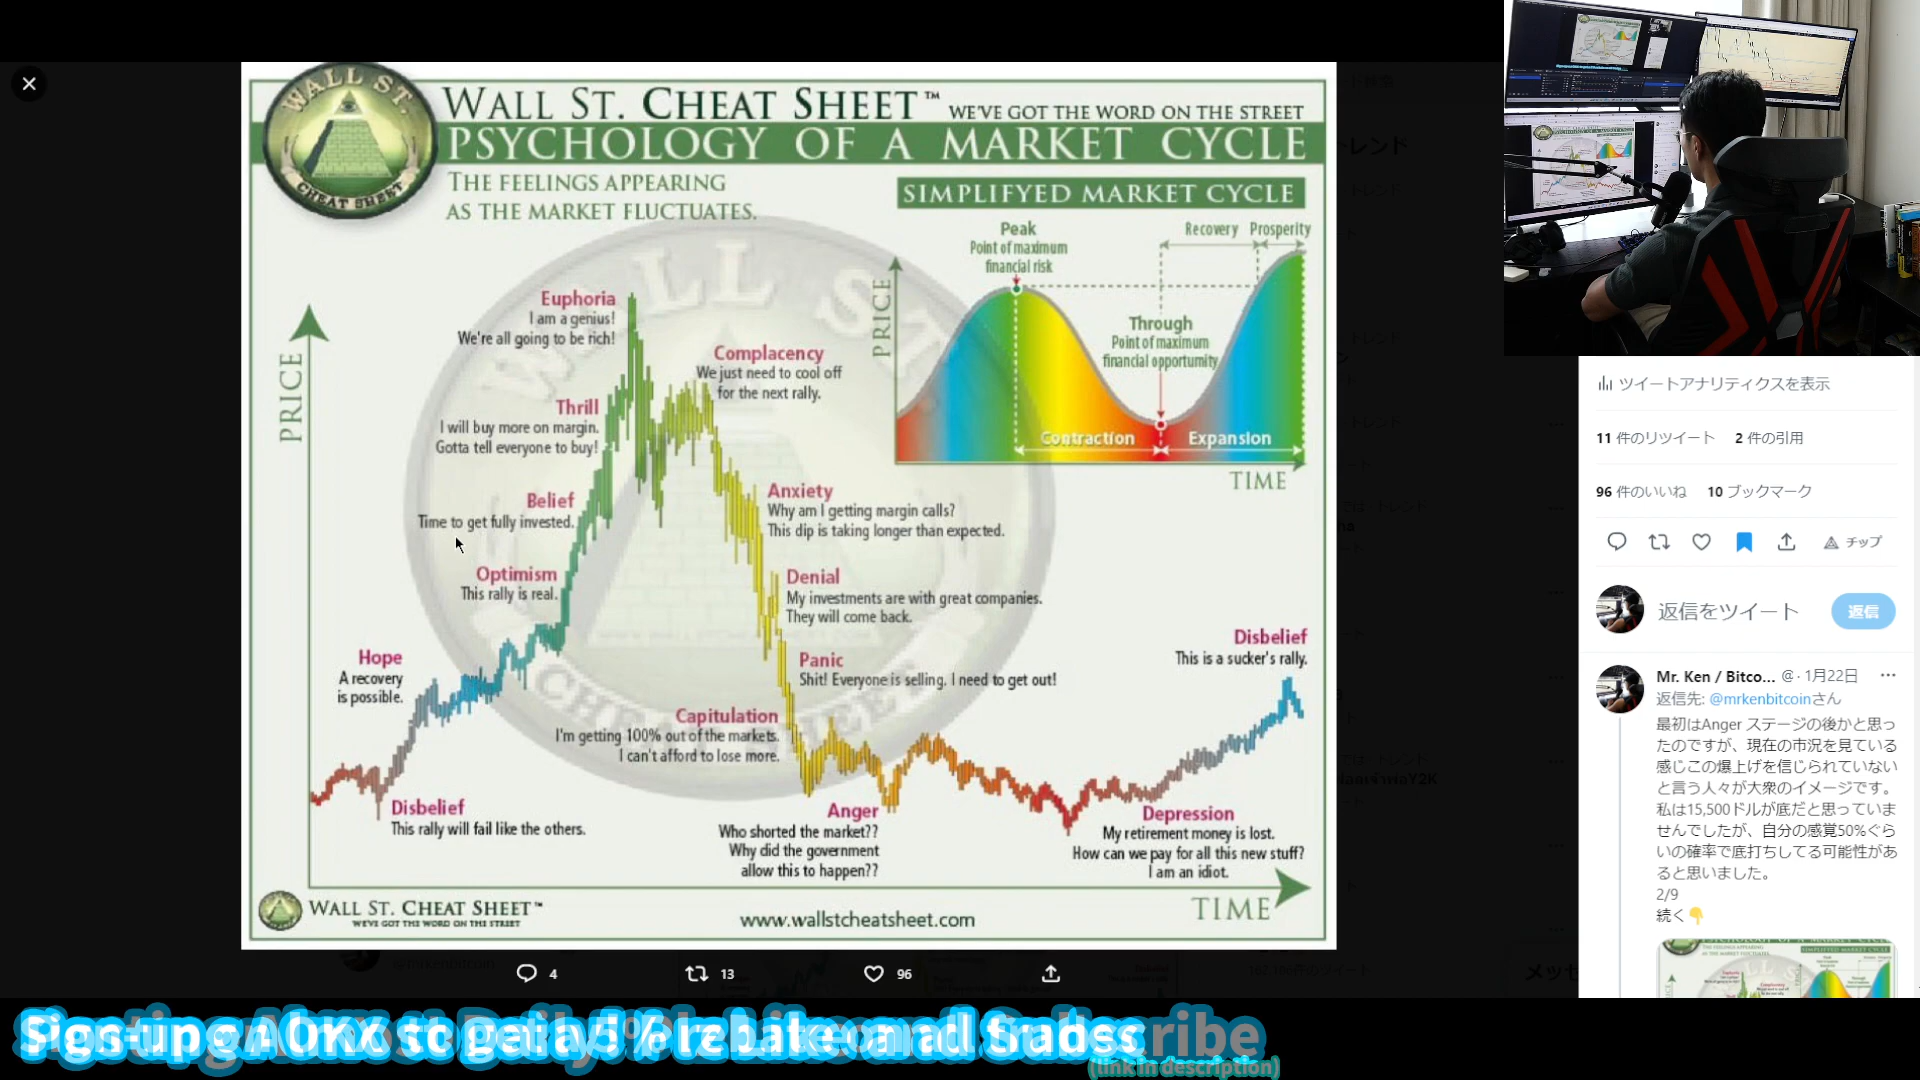 WALL ST. CHEAT SHEET™ WE'VE GOT THE WORD ON THE STREET
PSYCHOLOGY OF A MARKET CYCLE
WALL ST.
CHEAT SHEET
THE FEELINGS APPEARING
AS THE MARKET FLUCTUATES.
SIMPLIFYED MARKET CYCLE
Peak
Point of maximum
financial risk
Recovery Prosperity
Through
Point of maximum
financial opportunity
PRICE
Contraction
Expansion
TIME
PRICE
Euphoria
I am a genius!
We're all going to be rich!
Complacency
We just need to cool off
for the next rally.
Thrill
I will buy more on margin.
Gotta tell everyone to buy!
Belief
Time to get fully invested.
Anxiety
Why am I getting margin calls?
This dip is taking longer than expected.
Optimism
This rally is real.
Denial
My investments are with great companies.
They will come back.
Hope
A recovery
is possible.
Panic
Shit! Everyone is selling. I need to get out!
Disbelief
This is a sucker's rally.
Capitulation
I'm getting 100% out of the markets.
I can't afford to lose more.
Disbelief
This rally will fail like the others.
Anger
Who shorted the market??
Why did the government
allow this to happen??
Depression
My retirement money is lost.
How can we pay for all this new stuff?
I am an idiot.
TIME
WALL ST. CHEAT SHEET™
WE'VE GOT THE WORD ON THE STREET
www.wallstcheatsheet.com
4 13 96
ツイートアナリティクスを表示
11 件のリツイート 2 件の引用
96 件のいいね 10 ブックマーク
チップ
返信をツイート 返信
Mr. Ken / Bitco... @ · 1月22日
返信先: @mrkenbitcoinさん
最初はAnger ステージの後かと思っ
たのですが、現在の市況を見ている
感じこの爆上げを信じられていない
と言う人々が大衆のイメージです。
私は15,500ドルが底だと思っていま
せんでしたが、自分の感覚50%ぐら
いの確率で底打ちしてる可能性があ
ると思いました。
2/9
続く👇
(link in description)